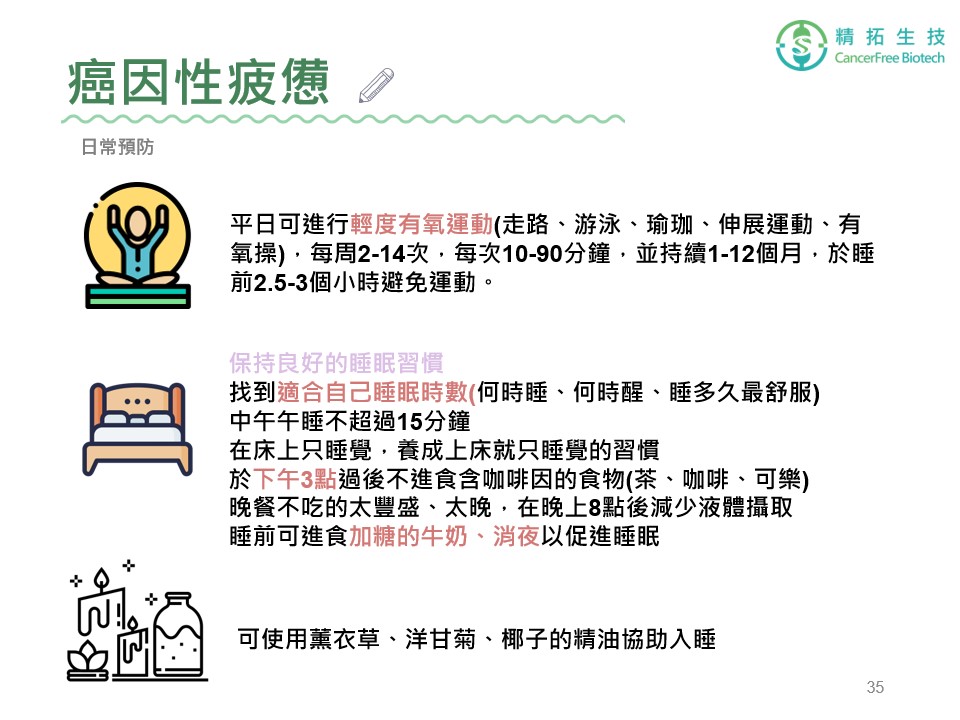 精拓生技
CancerFree Biotech
癌因性疲憊
日常預防
平日可進行輕度有氧運動(走路、游泳、瑜珈、伸展運動、有
氧操)，每周2-14次，每次10-90分鐘，並持續1-12個月，於睡
前2.5-3個小時避免運動。
保持良好的睡眠習慣
找到適合自己睡眠時數(何時睡、何時醒、睡多久最舒服)
中午午睡不超過15分鐘
在床上只睡覺，養成上床就只睡覺的習慣
於下午3點過後不進食含咖啡因的食物(茶、咖啡、可樂)
晚餐不吃的太豐盛、太晚，在晚上8點後減少液體攝取
睡前可進食加糖的牛奶、消夜以促進睡眠
可使用薰衣草、洋甘菊、椰子的精油協助入睡
35